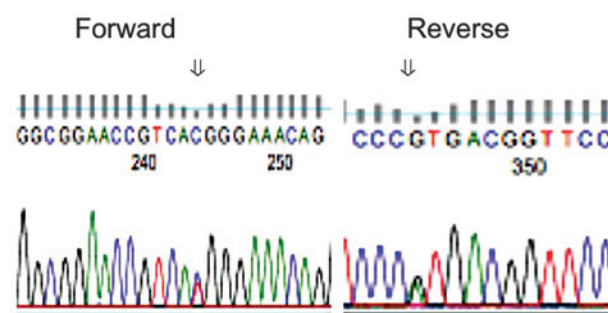 Forward Reverse
⇓ ⇓
GGCGGAACCGTCACGGGAAACAG CCCGTGACGGTTCC
240 250 350